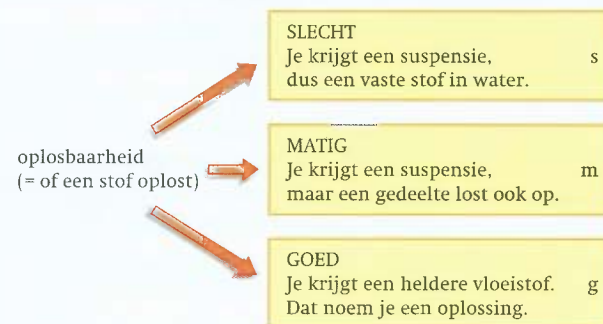 SLECHT
Je krijgt een suspensie, s
dus een vaste stof in water.
oplosbaarheid
(= of een stof oplost)
MATIG
Je krijgt een suspensie, m
maar een gedeelte lost ook op.
GOED
Je krijgt een heldere vloeistof. g
Dat noem je een oplossing.